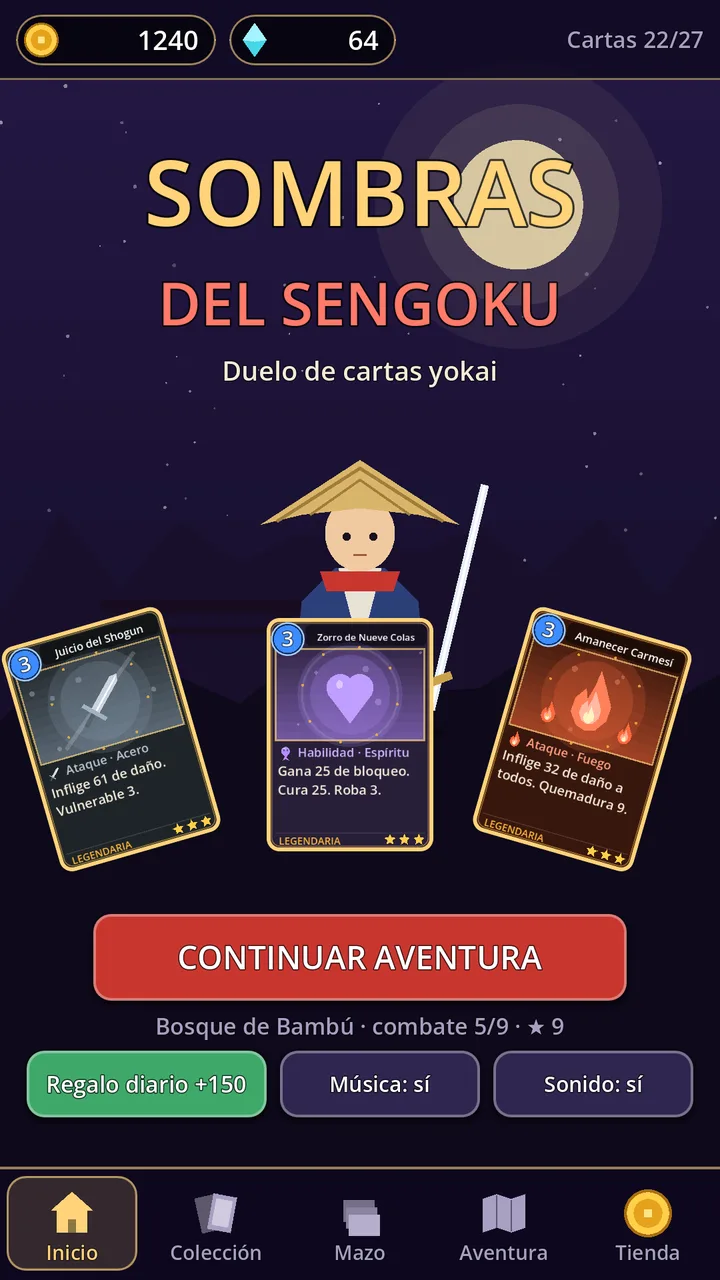 1240
64
Cartas 22/27
SOMBRAS
DEL SENGOKU
Duelo de cartas yokai
3
Juicio del Shogun
Ataque · Acero
Inflige 61 de daño.
Vulnerable 3.
LEGENDARIA
3
Zorro de Nueve Colas
Habilidad · Espíritu
Gana 25 de bloqueo.
Cura 25. Roba 3.
LEGENDARIA
3
Amanecer Carmesí
Ataque · Fuego
Inflige 32 de daño a
todos. Quemadura 9.
LEGENDARIA
CONTINUAR AVENTURA
Bosque de Bambú · combate 5/9 · ★ 9
Regalo diario +150
Música: sí
Sonido: sí
Inicio
Colección
Mazo
Aventura
Tienda